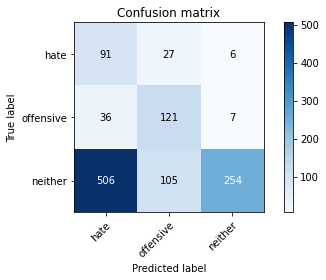 Confusion matrix
500
hate 91 27 6
400
offensive 36 121 7
300
200
neither 506 105 254
100
hate offensive neither
True label
Predicted label